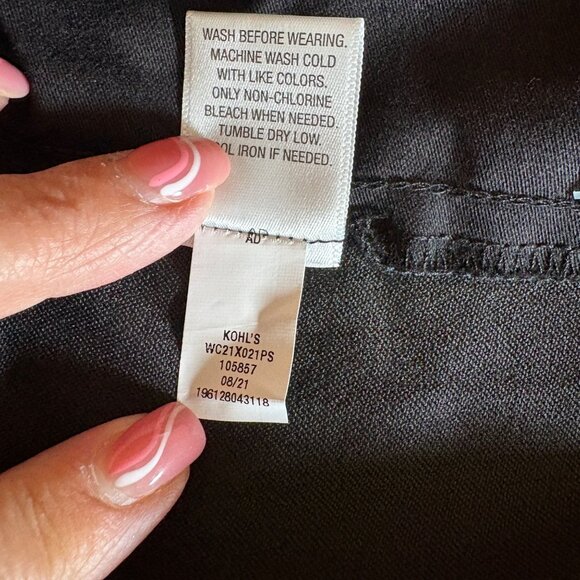 WASH BEFORE WEARING.
MACHINE WASH COLD
WITH LIKE COLORS.
ONLY NON-CHLORINE
BLEACH WHEN NEEDED.
TUMBLE DRY LOW.
OL IRON IF NEEDED.
AD
KOHL'S
WC21X021PS
105857
08/21
196128043118